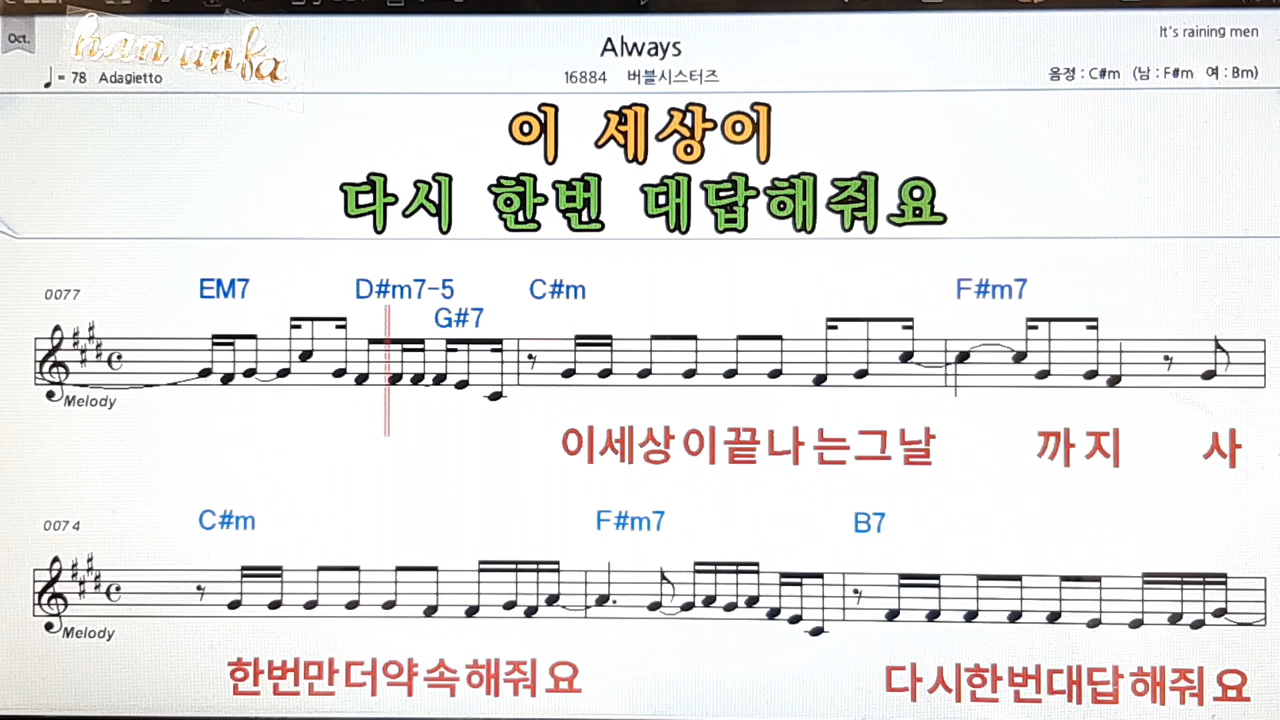 Oct.
han unfa
It's raining men
Always
♩= 78 Adagietto
16884 버블시스터즈
음정 : C#m (남 : F#m 여 : Bm)
이 세상이
다시 한번 대답해줘요
0077
EM7 D#m7-5 G#7 C#m F#m7
Melody
이세상이끝나는그날 까지 사
0074
C#m F#m7 B7
Melody
한번만더약속해줘요 다시한번대답해줘요